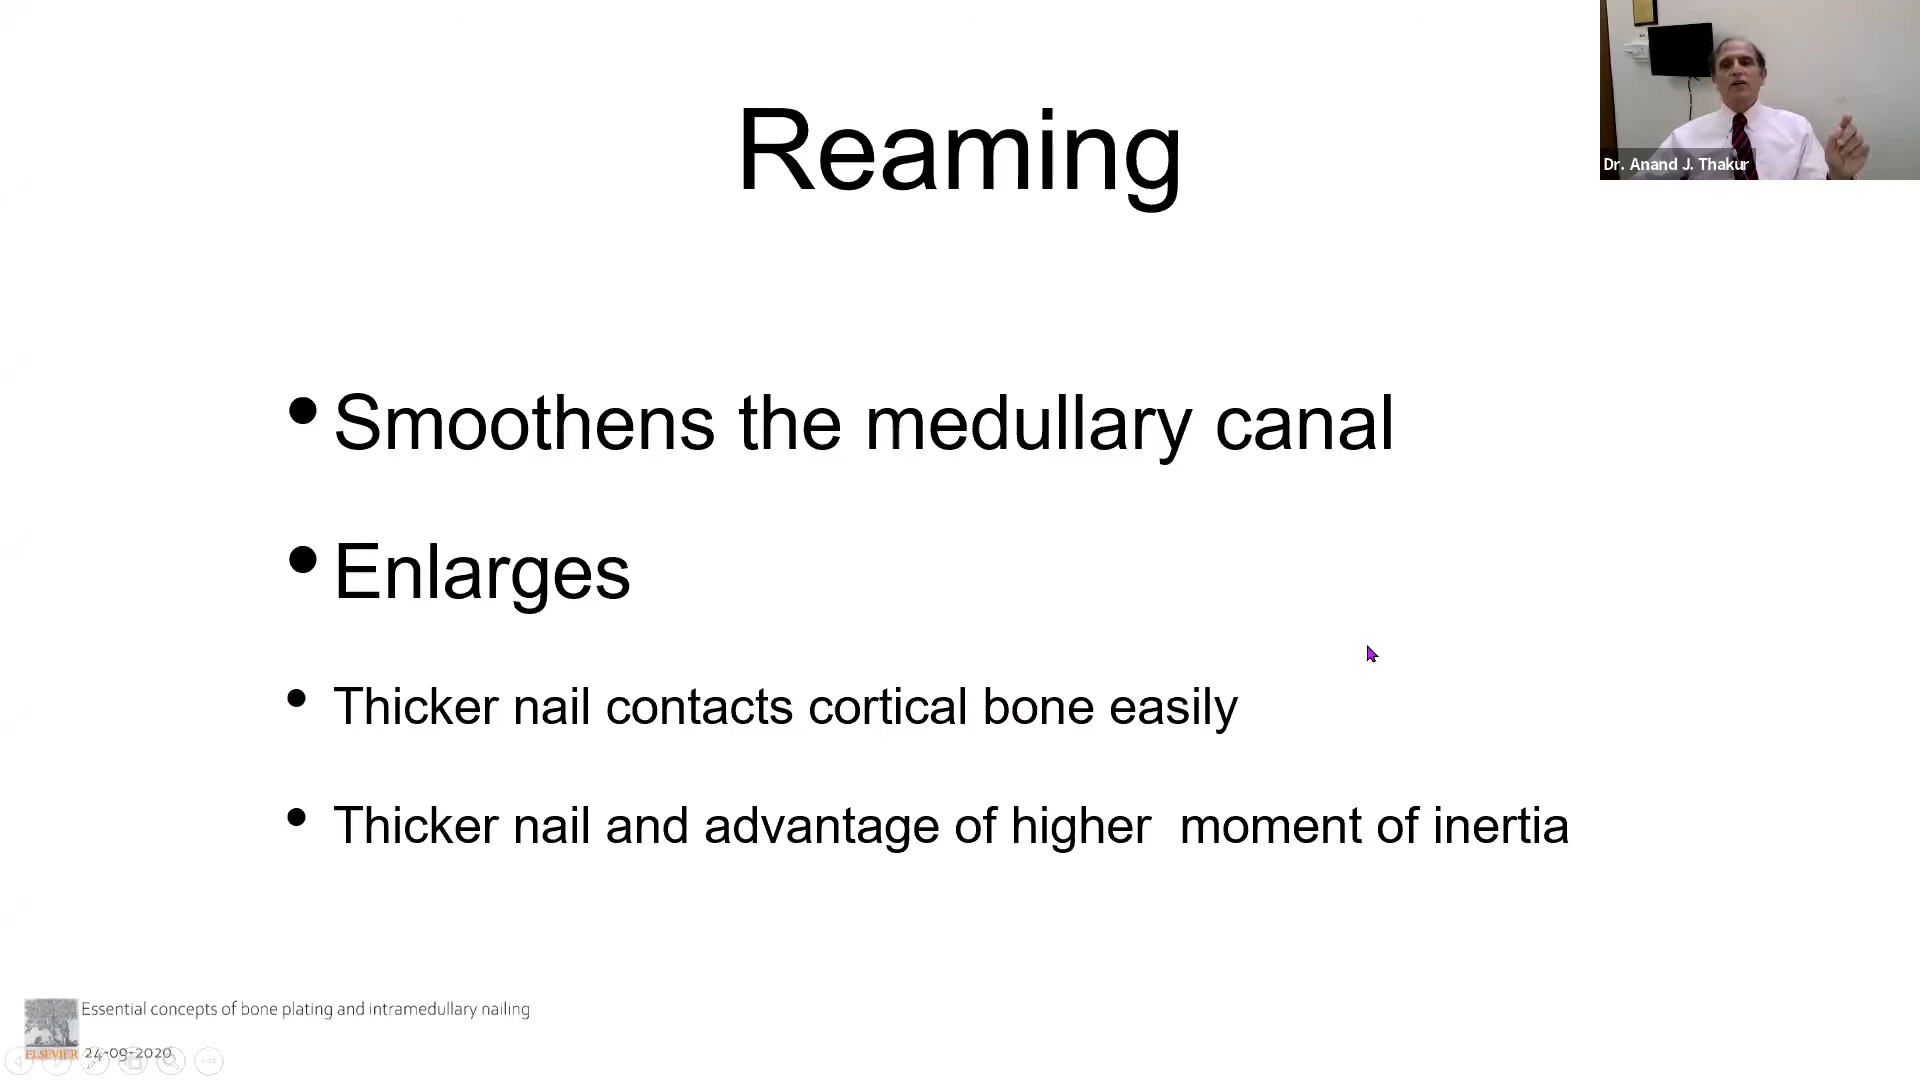 Reaming
Dr. Anand J. Thakur
• Smoothens the medullary canal
• Enlarges
• Thicker nail contacts cortical bone easily
• Thicker nail and advantage of higher  moment of inertia
Essential concepts of bone plating and intramedullary nailing
ELSEVIER 24-09-2020